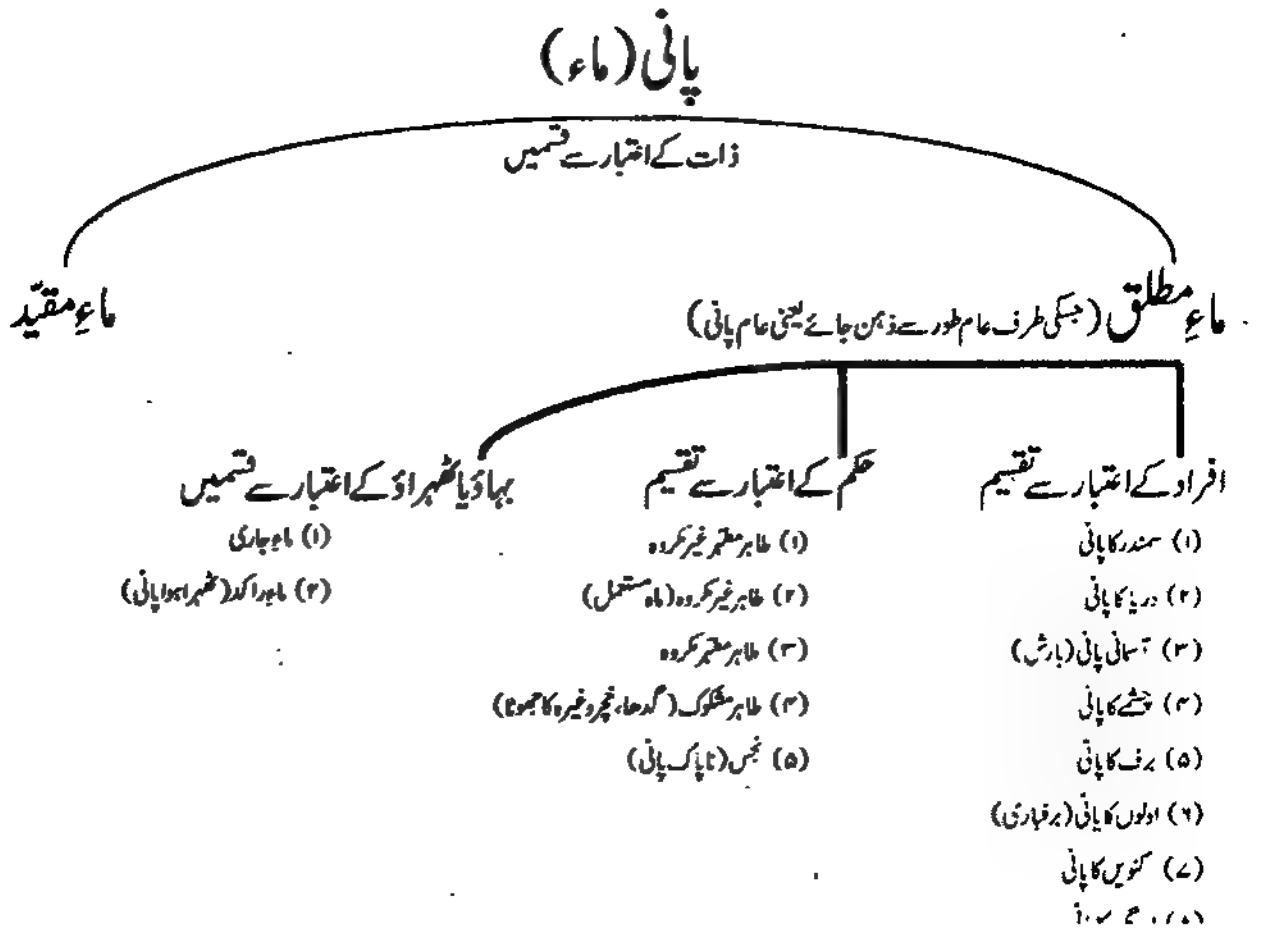 پانی (ماء)
ذات کے اعتبار سے قسمیں
ماءِ مطلق (جسکی طرف عام طور سے ذہن جائے یعنی عام پانی)
ماءِ مقیّد
افراد کے اعتبار سے تقسیم
(۱) سمندر کا پانی
(۲) دریا کا پانی
(۳) آسمانی پانی (بارش)
(۴) چشمے کا پانی
(۵) برف کا پانی
(۶) اولوں کا پانی (برفباری)
(۷) کنویں کا پانی
حکم کے اعتبار سے تقسیم
(۱) طاہر مطہر غیر مکروہ
(۲) طاہر غیر مکروہ (ماء مستعمل)
(۳) طاہر مطہر مکروہ
(۴) طاہر مشکوک (گدھا، خچر وغیرہ کا جھوٹا)
(۵) نجس (ناپاک پانی)
بہاؤ یا ٹھہراؤ کے اعتبار سے قسمیں
(۱) ماءِ جاری
(۲) ماءِ راکد (ٹھہرا ہوا پانی)